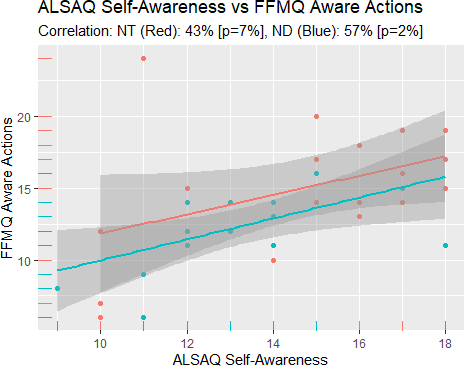 ALSAQ Self-Awareness vs FFMQ Aware Actions
Correlation: NT (Red): 43% [p=7%], ND (Blue): 57% [p=2%]
FFMQ Aware Actions
20
15
10
10
12
14
16
18
ALSAQ Self-Awareness